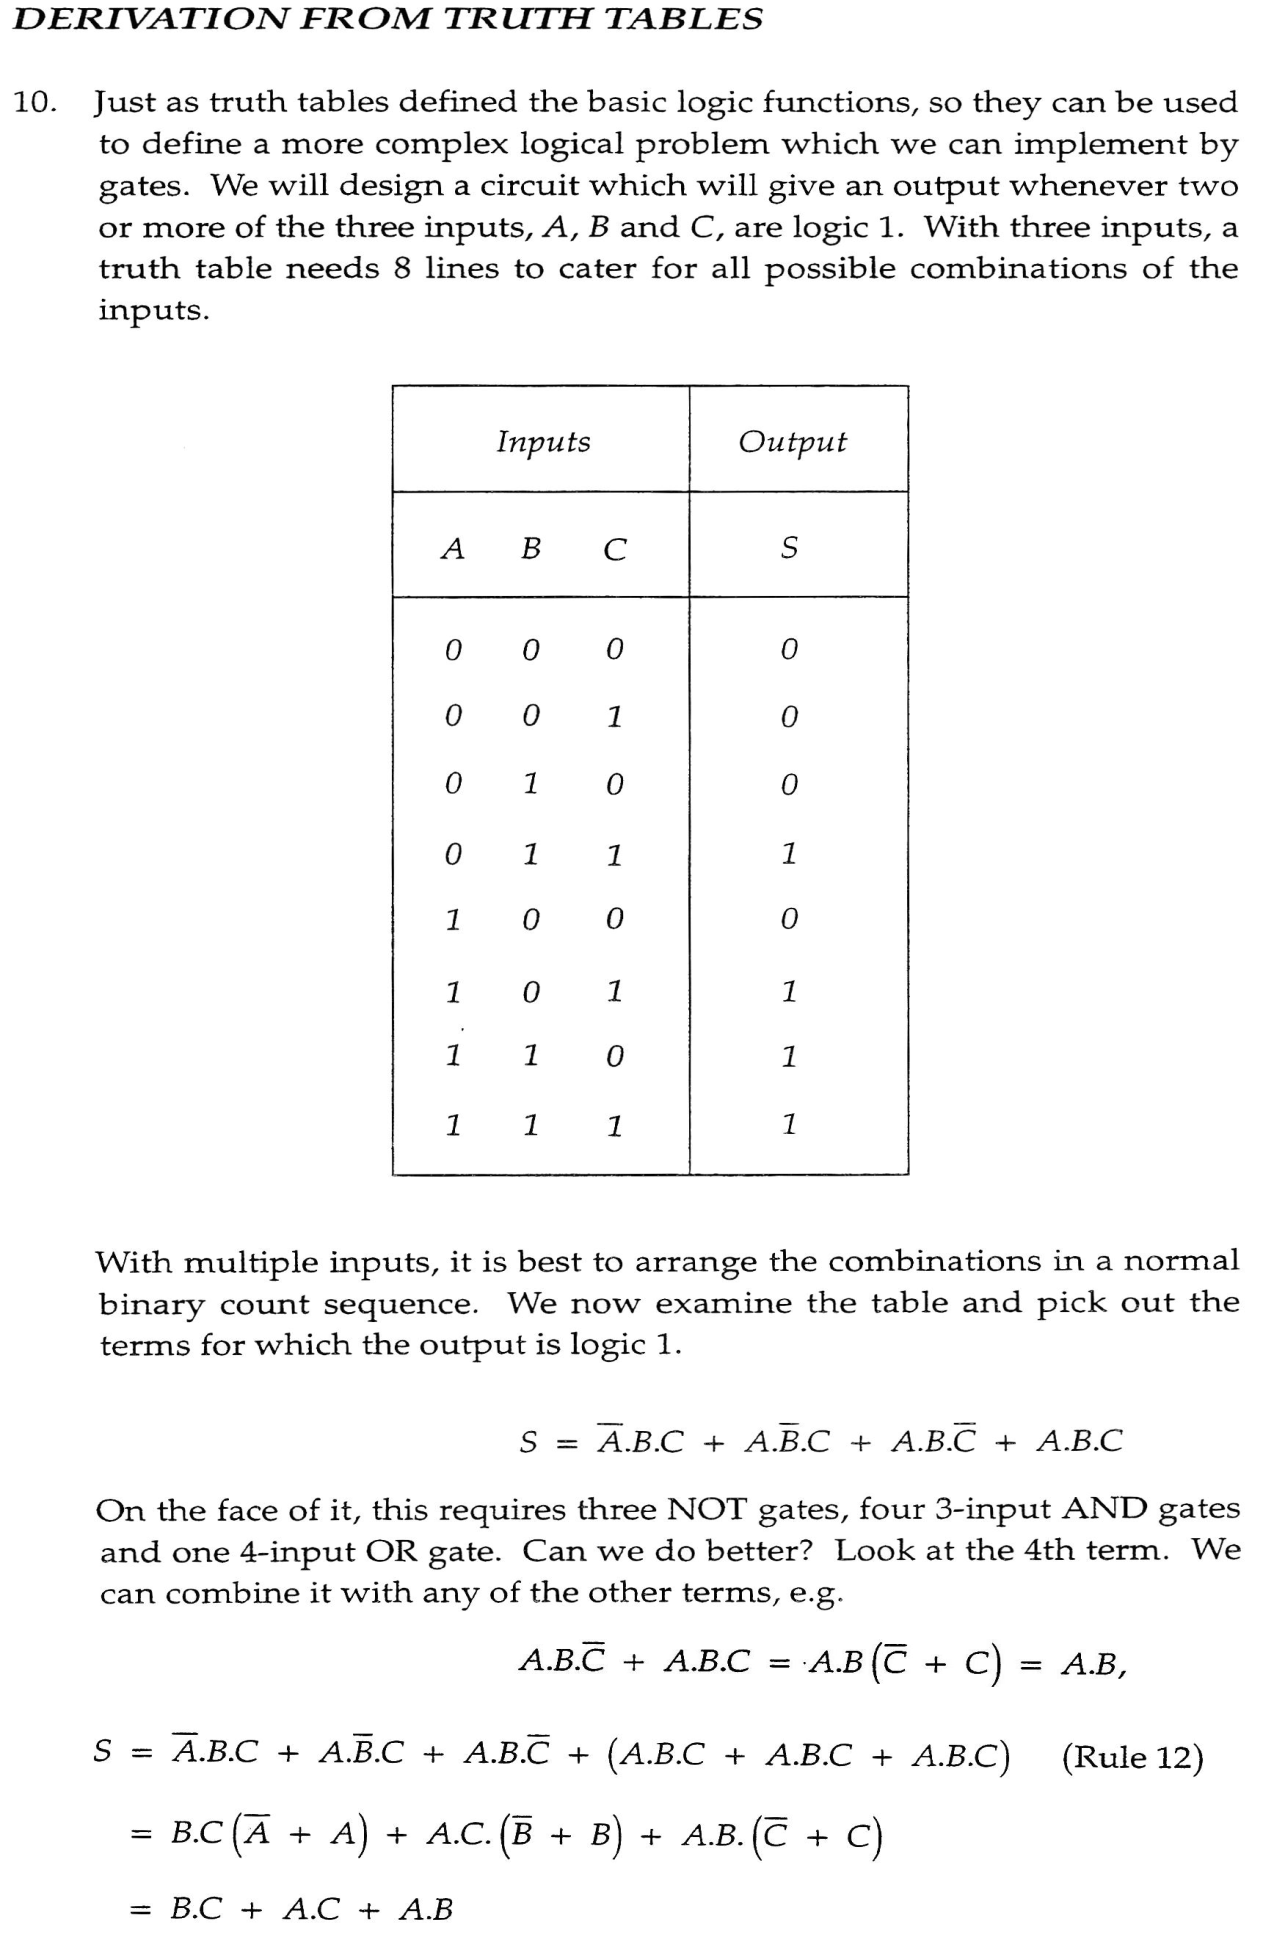 DERIVATION FROM TRUTH TABLES
10. Just as truth tables defined the basic logic functions, so they can be used
to define a more complex logical problem which we can implement by
gates. We will design a circuit which will give an output whenever two
or more of the three inputs, A, B and C, are logic 1. With three inputs, a
truth table needs 8 lines to cater for all possible combinations of the
inputs.
Inputs Output
A B C S
0 0 0 0
0 0 1 0
0 1 0 0
0 1 1 1
1 0 0 0
1 0 1 1
1 1 0 1
1 1 1 1
With multiple inputs, it is best to arrange the combinations in a normal
binary count sequence. We now examine the table and pick out the
terms for which the output is logic 1.
S = A̅.B.C + A.B̅.C + A.B.C̅ + A.B.C
On the face of it, this requires three NOT gates, four 3-input AND gates
and one 4-input OR gate. Can we do better? Look at the 4th term. We
can combine it with any of the other terms, e.g.
A.B.C̅ + A.B.C = A.B (C̅ + C) = A.B,
S = A̅.B.C + A.B̅.C + A.B.C̅ + (A.B.C + A.B.C + A.B.C) (Rule 12)
= B.C (A̅ + A) + A.C. (B̅ + B) + A.B. (C̅ + C)
= B.C + A.C + A.B